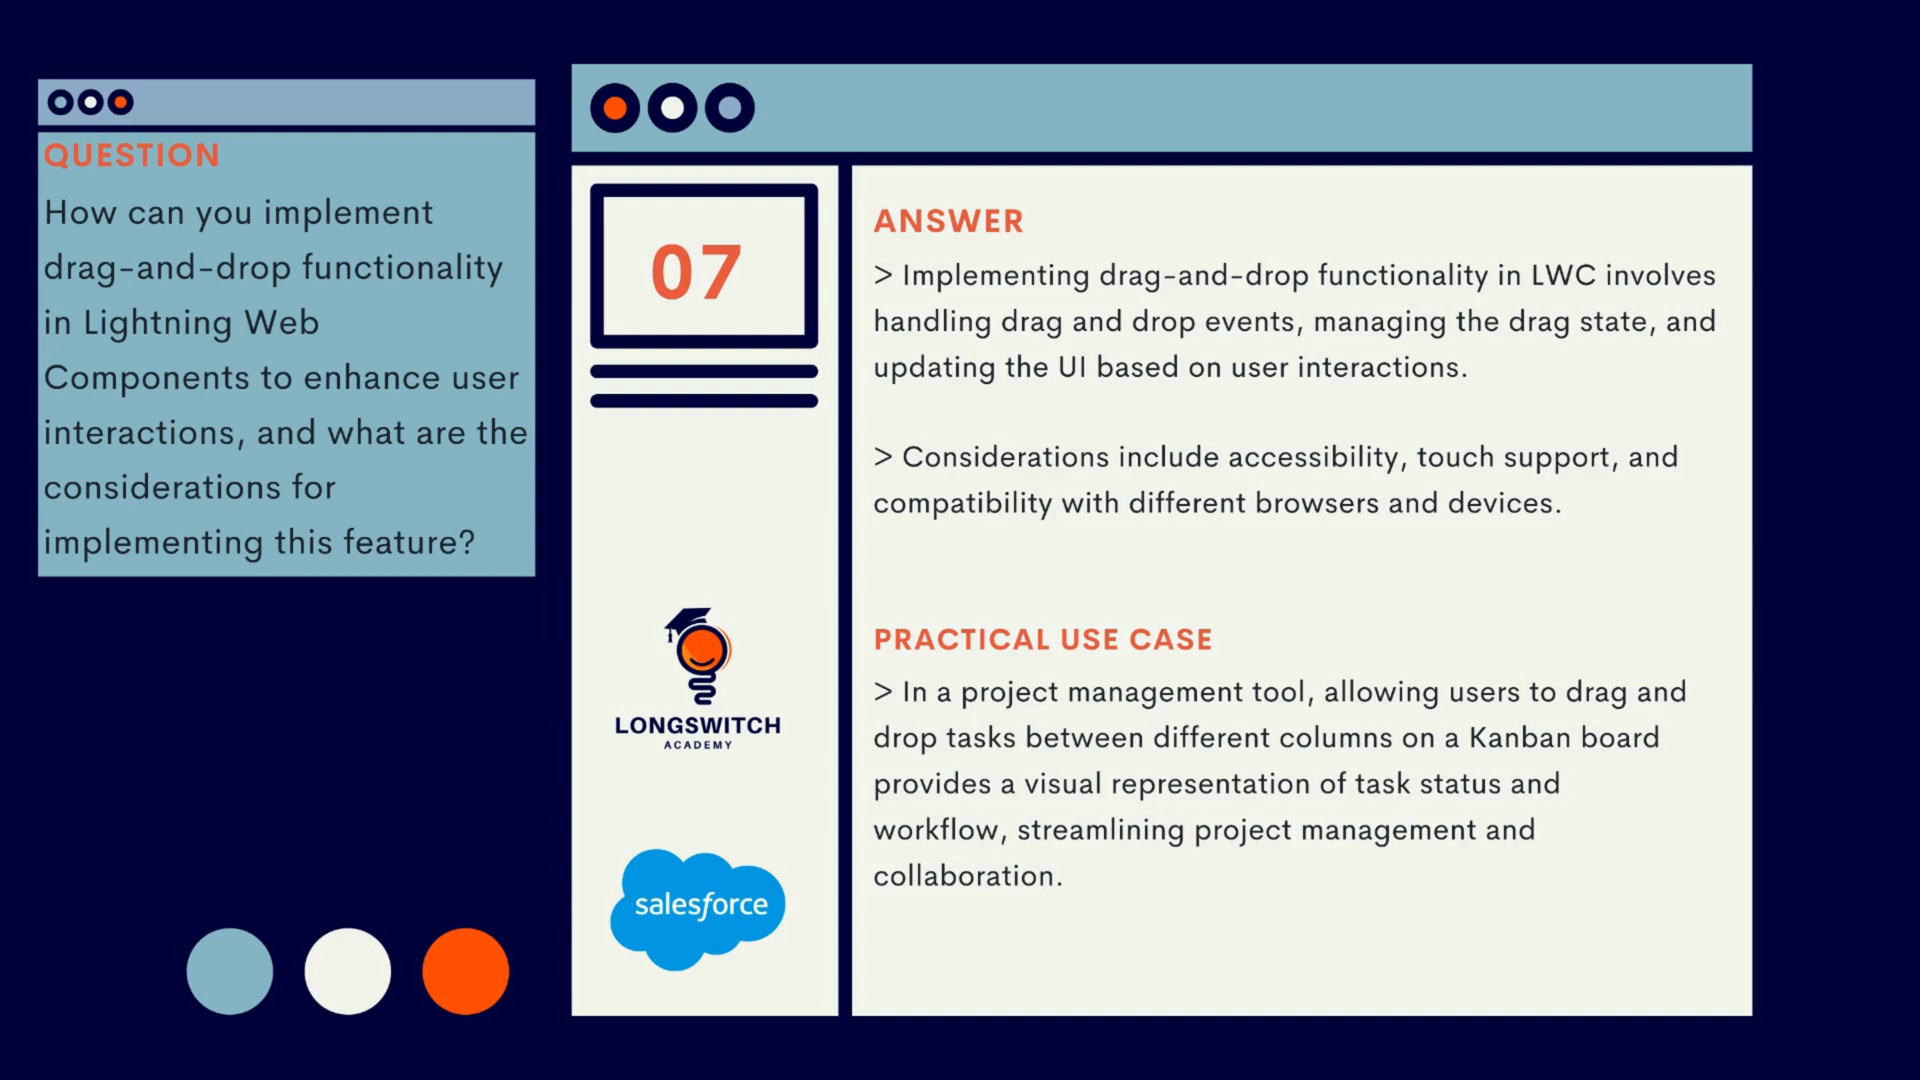 QUESTION
How can you implement
drag-and-drop functionality
in Lightning Web
Components to enhance user
interactions, and what are the
considerations for
implementing this feature?
07
LONGSWITCH
ACADEMY
salesforce
ANSWER
> Implementing drag-and-drop functionality in LWC involves
handling drag and drop events, managing the drag state, and
updating the UI based on user interactions.
> Considerations include accessibility, touch support, and
compatibility with different browsers and devices.
PRACTICAL USE CASE
> In a project management tool, allowing users to drag and
drop tasks between different columns on a Kanban board
provides a visual representation of task status and
workflow, streamlining project management and
collaboration.